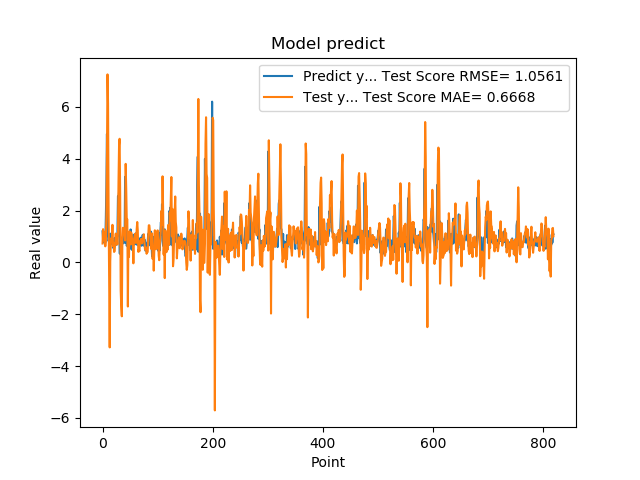 Model predict
Predict y... Test Score RMSE= 1.0561
Test y... Test Score MAE= 0.6668
Real value
6
4
2
0
−2
−4
−6
0 200 400 600 800
Point